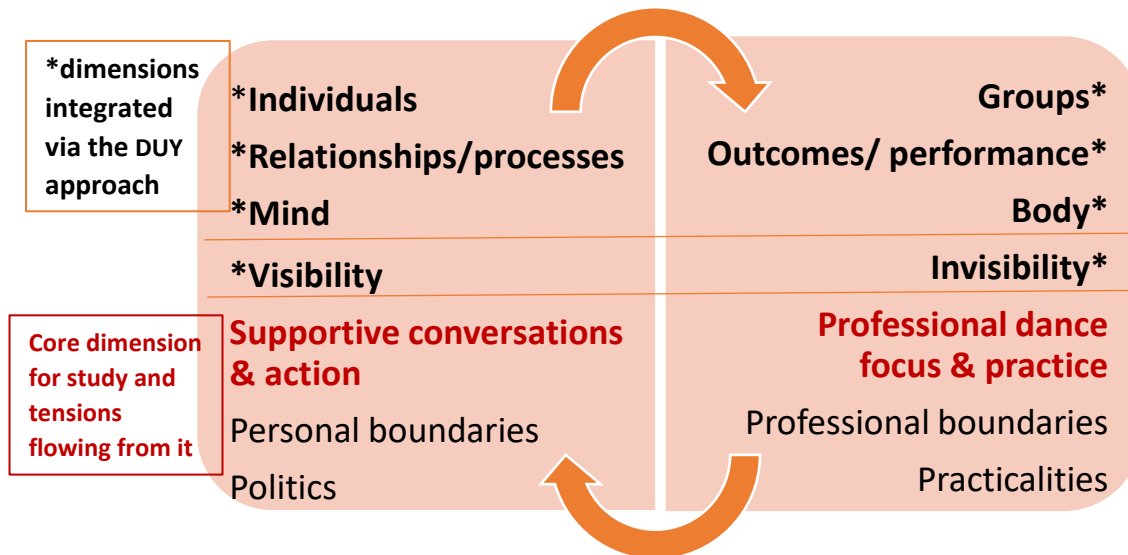 *dimensions
integrated
via the DUY
approach
*Individuals
Groups*
*Relationships/processes
Outcomes/ performance*
*Mind
Body*
*Visibility
Invisibility*
Core dimension
for study and
tensions
flowing from it
Supportive conversations
& action
Professional dance
focus & practice
Personal boundaries
Professional boundaries
Politics
Practicalities